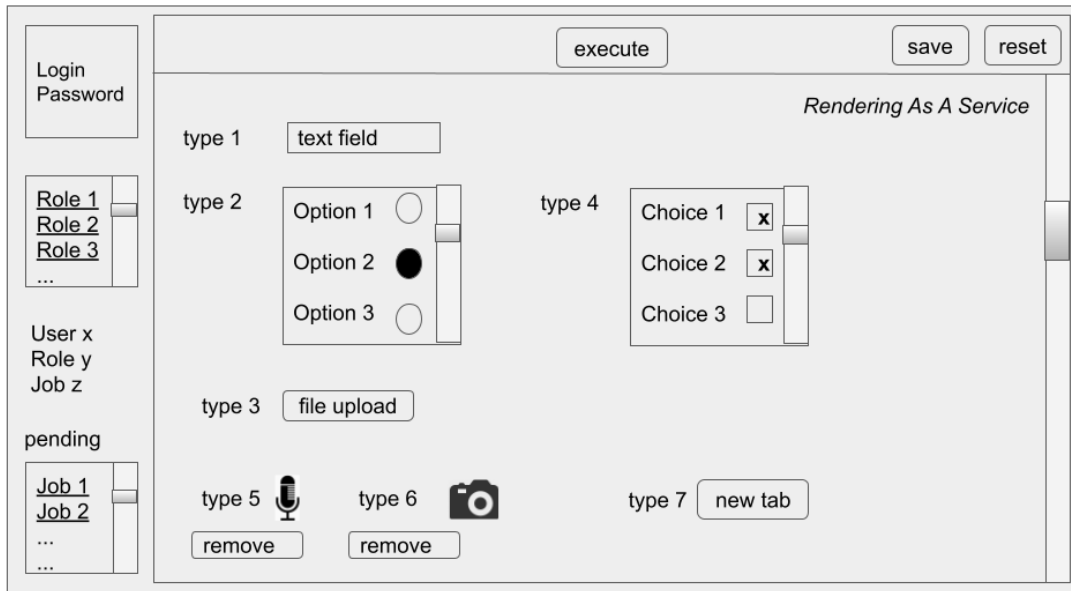 execute
save
reset
Login
Password
Rendering As A Service
type 1
text field
Role 1
Role 2
Role 3
...
type 2
Option 1
Option 2
Option 3
type 4
Choice 1
x
Choice 2
x
Choice 3
User x
Role y
Job z
type 3
file upload
pending
Job 1
Job 2
...
...
type 5
remove
type 6
remove
type 7
new tab